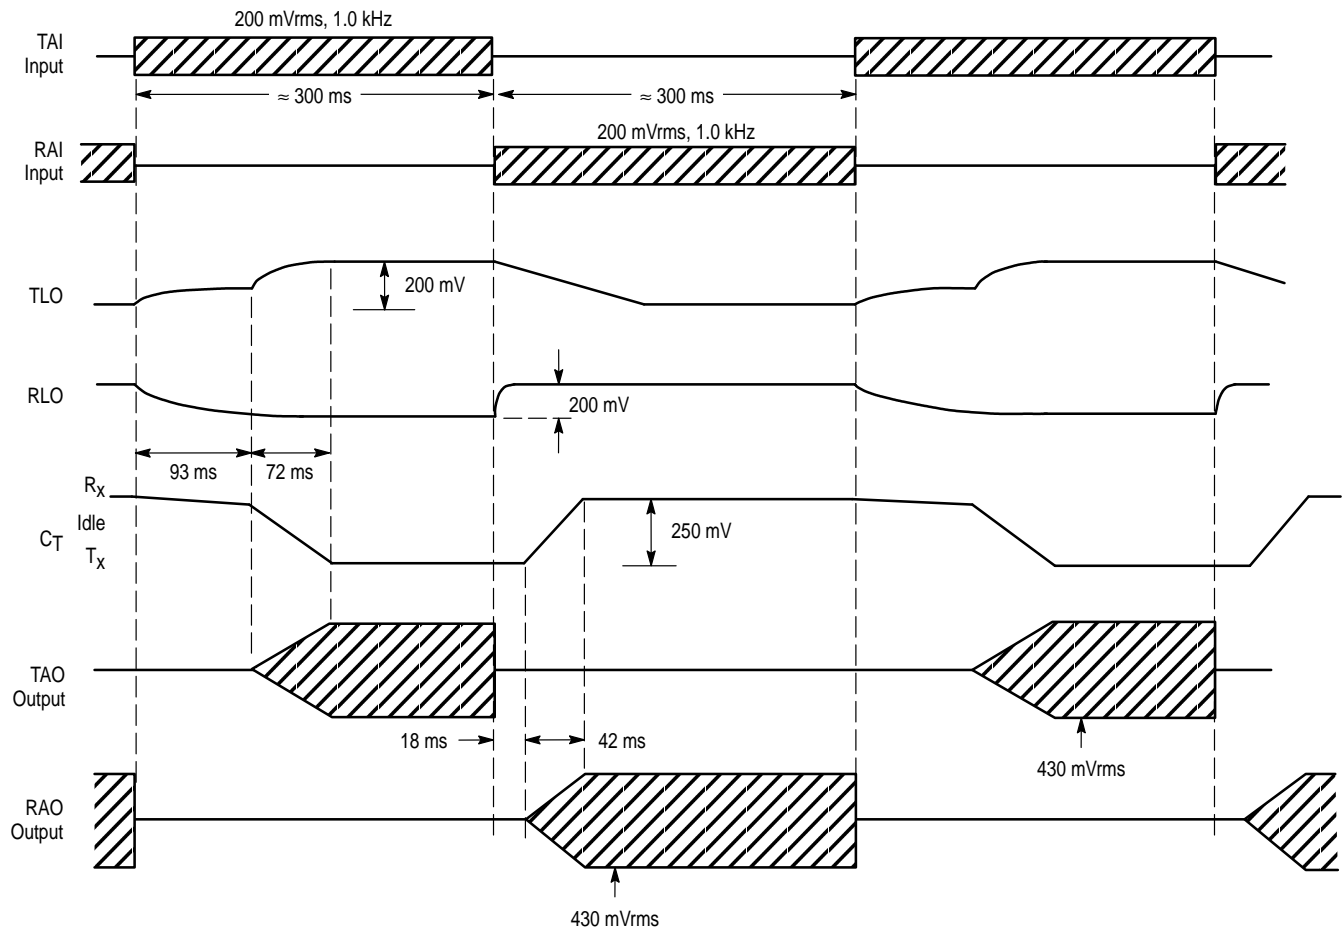 200 mVrms, 1.0 kHz
TAI
Input
≈ 300 ms
≈ 300 ms
200 mVrms, 1.0 kHz
RAI
Input
TLO
200 mV
RLO
200 mV
93 ms
72 ms
RX
Idle
CT
TX
250 mV
TAO
Output
18 ms
42 ms
430 mVrms
RAO
Output
430 mVrms